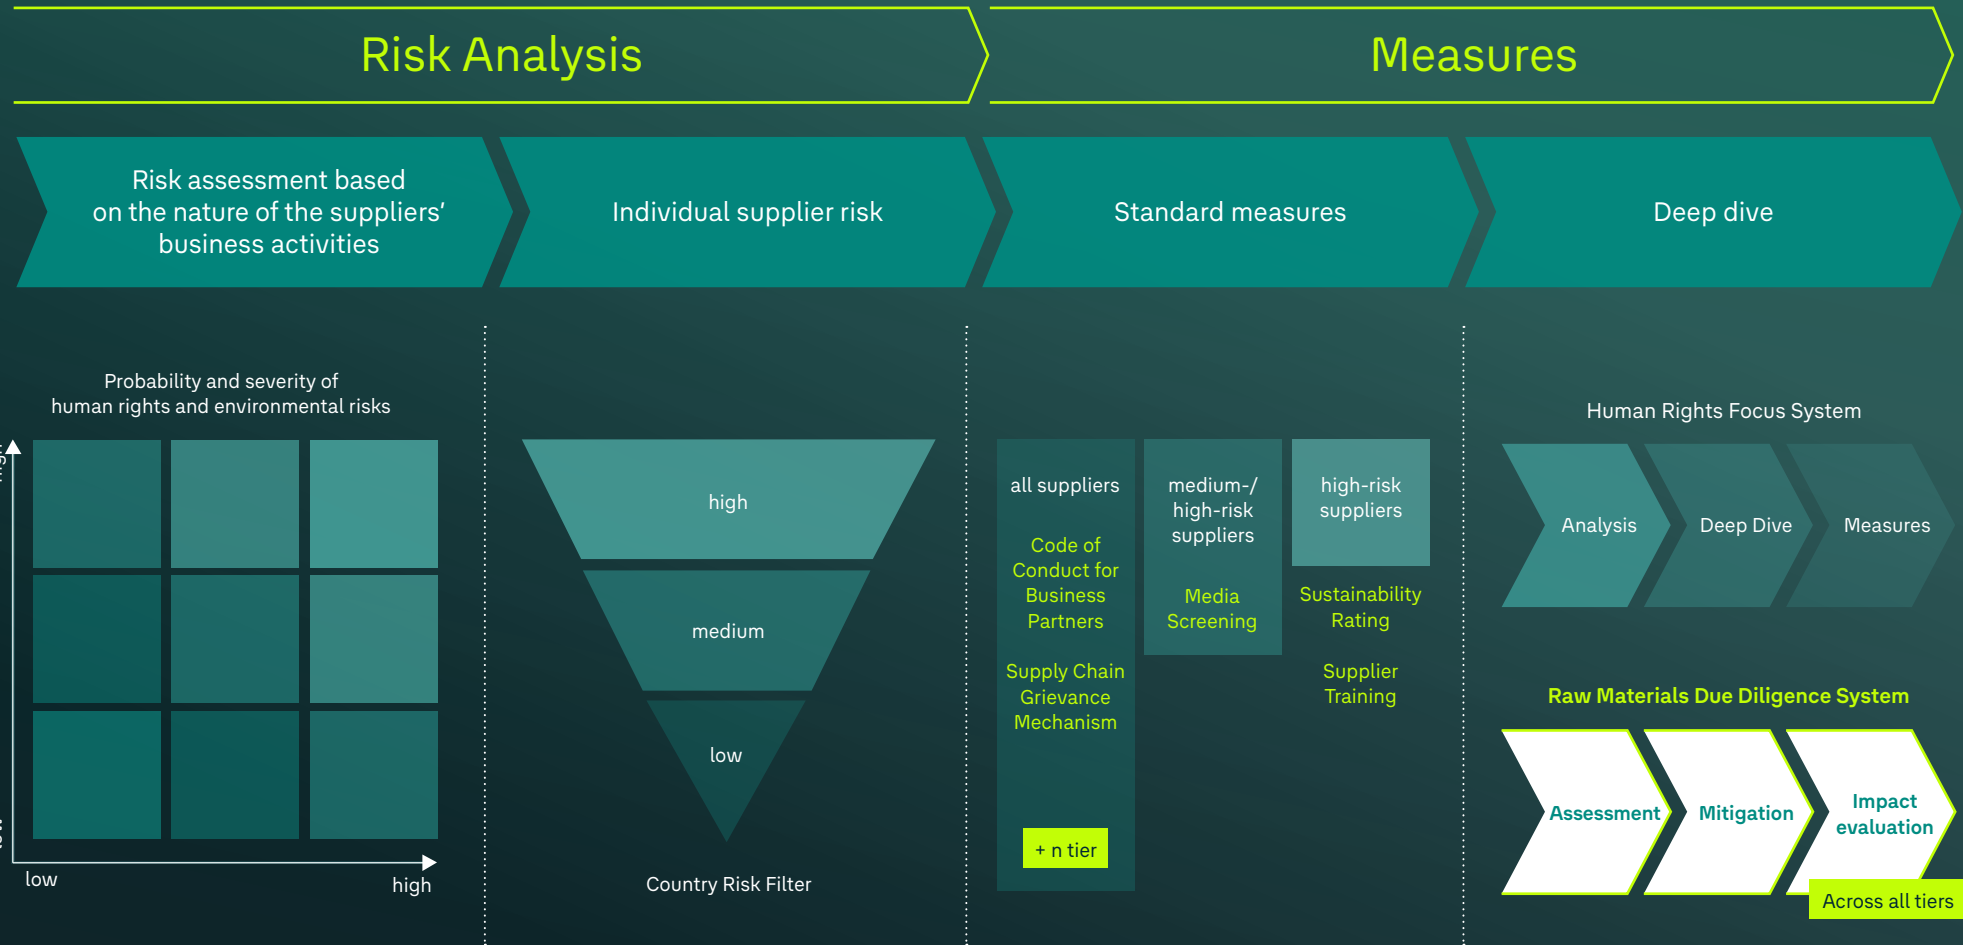 Risk Analysis
Measures
Risk assessment based
on the nature of the suppliers’
business activities
Individual supplier risk
Standard measures
Deep dive
Probability and severity of
human rights and environmental risks
low
high
high
medium
low
Country Risk Filter
all suppliers
Code of
Conduct for
Business
Partners
Supply Chain
Grievance
Mechanism
+ n tier
medium-/
high-risk
suppliers
Media
Screening
high-risk
suppliers
Sustainability
Rating
Supplier
Training
Human Rights Focus System
Analysis
Deep Dive
Measures
Raw Materials Due Diligence System
Assessment
Mitigation
Impact
evaluation
Across all tiers